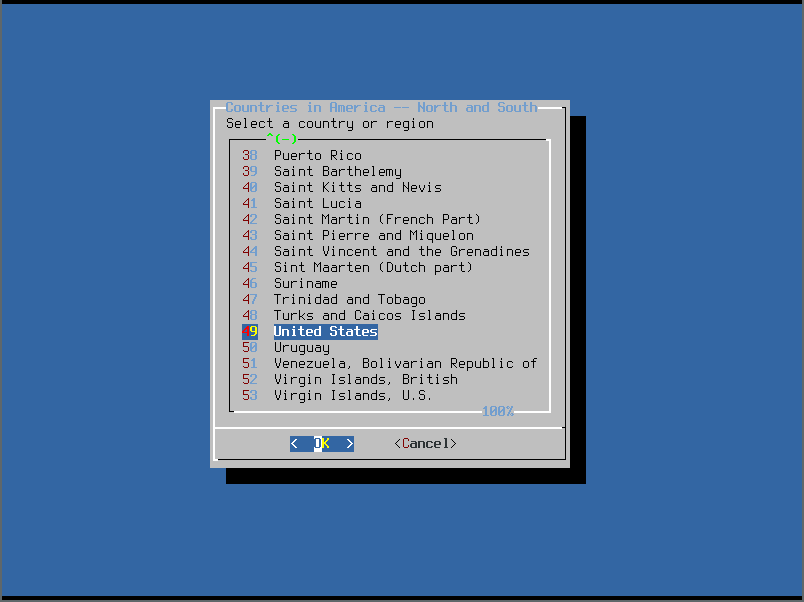 Countries in America -- North and South
Select a country or region
^(-)
38 Puerto Rico
39 Saint Barthelemy
40 Saint Kitts and Nevis
41 Saint Lucia
42 Saint Martin (French Part)
43 Saint Pierre and Miquelon
44 Saint Vincent and the Grenadines
45 Sint Maarten (Dutch part)
46 Suriname
47 Trinidad and Tobago
48 Turks and Caicos Islands
49 United States
50 Uruguay
51 Venezuela, Bolivarian Republic of
52 Virgin Islands, British
53 Virgin Islands, U.S.
100%
< OK > <Cancel>